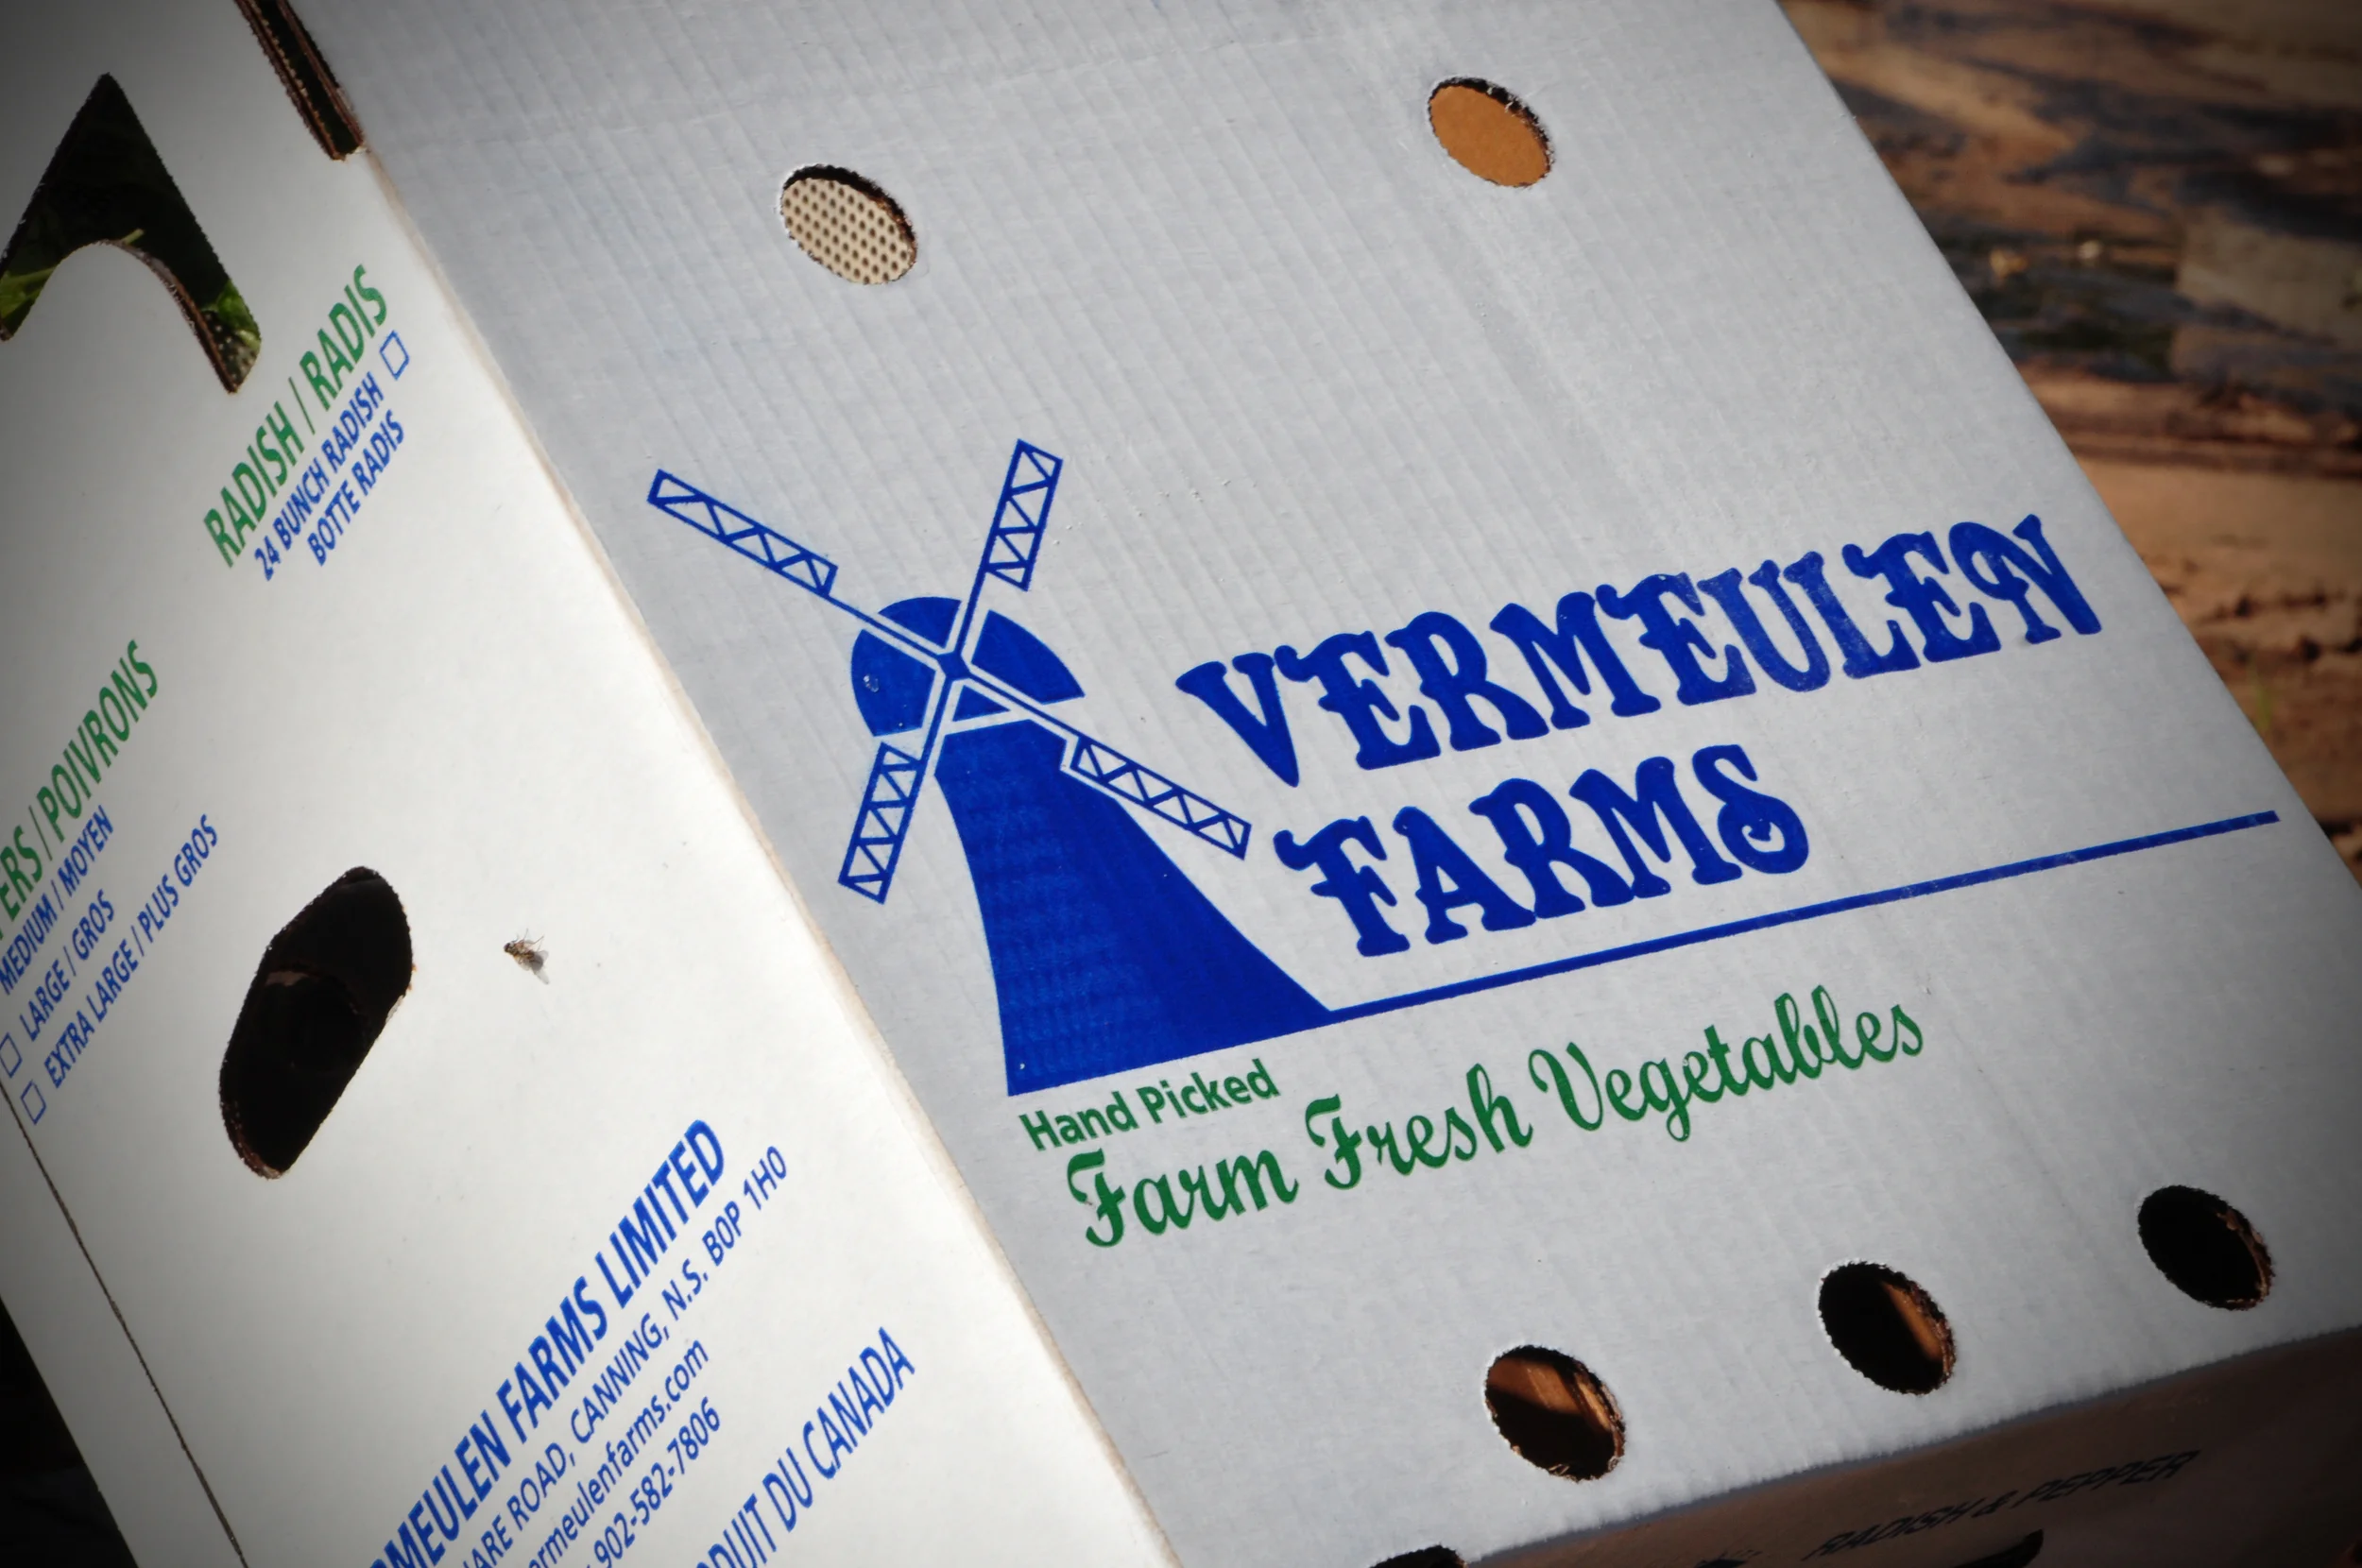 RADISH / RADIS
24 BUNCH RADISH
BOTTE RADIS
ERS / POIVRONS
MEDIUM / MOYEN
LARGE / GROS
EXTRA LARGE / PLUS GROS
RMEULEN FARMS LIMITED
ARE ROAD, CANNING, N.S. B0P 1H0
ermeulenfarms.com
902-582-7806
DUIT DU CANADA
VERMEULEN
FARMS
Hand Picked
Farm Fresh Vegetables
RADISH & PEPPER